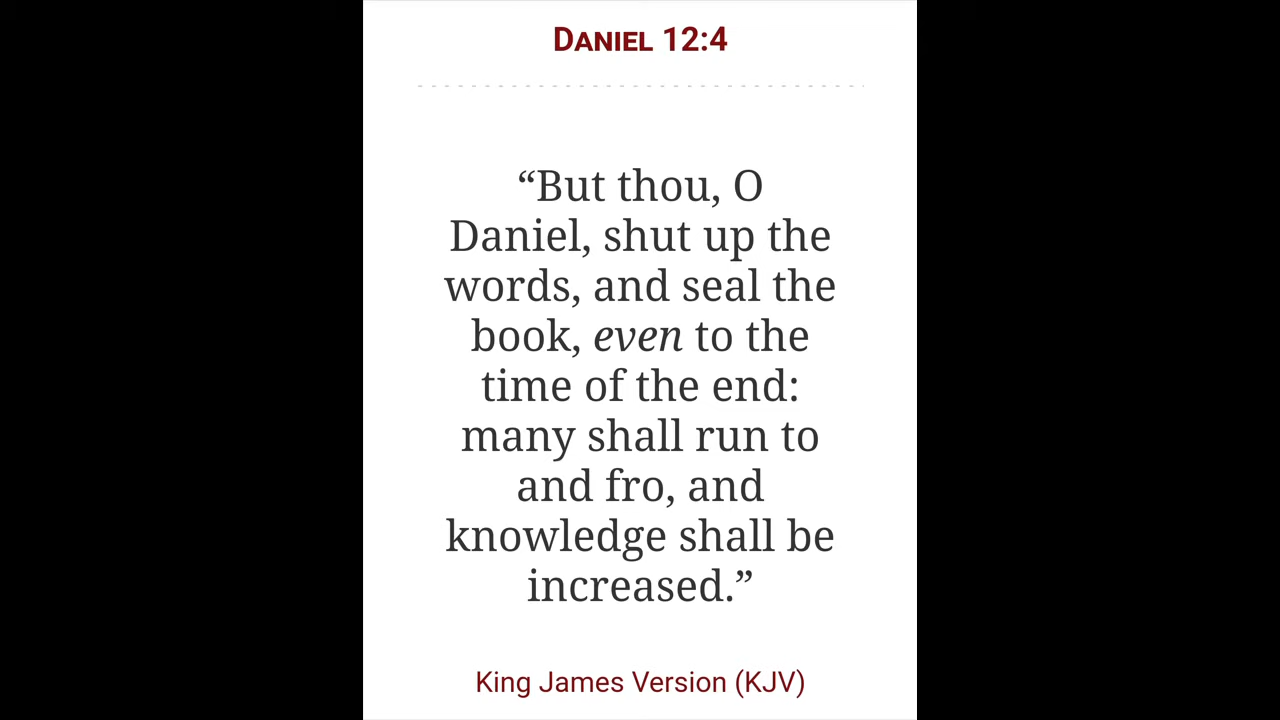 DANIEL 12:4
“But thou, O
Daniel, shut up the
words, and seal the
book, even to the
time of the end:
many shall run to
and fro, and
knowledge shall be
increased.”
King James Version (KJV)